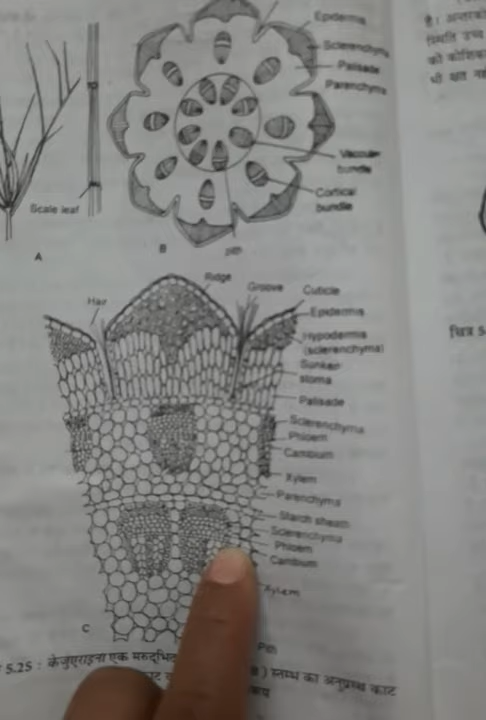 Epidermis
Sclerenchyma
Palisade
Parenchyma
Vascular bundle
Cortical bundle
pith
Scale leaf
A
B
Hair
Ridge
Groove
Cuticle
Epidermis
Hypodermis
(sclerenchyma)
Sunken
stoma
Palisade
Sclerenchyma
Phloem
Cambium
Xylem
Parenchyma
Starch sheath
Sclerenchyma
Phloem
Cambium
Xylem
Pith
C
5.25 : केजुएराइना एक मरुद्भिद
) स्तम्भ का अनुप्रस्थ काट
चित्र 5